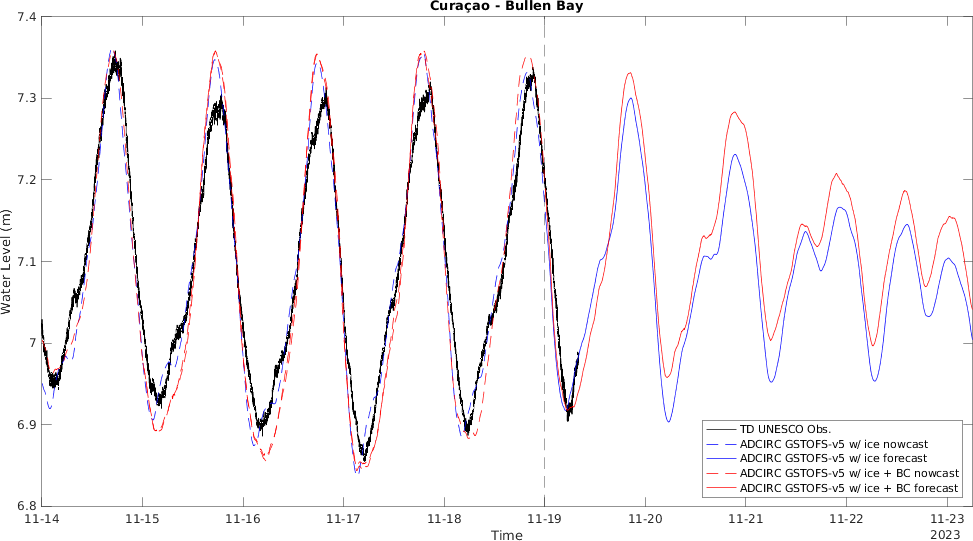 Curaçao - Bullen Bay
7.4
7.3
7.2
7.1
7
6.9
6.8
Water Level (m)
11-14
11-15
11-16
11-17
11-18
11-19
11-20
11-21
11-22
11-23
Time
2023
TD UNESCO Obs.
ADCIRC GSTOFS-v5 w/ ice nowcast
ADCIRC GSTOFS-v5 w/ ice forecast
ADCIRC GSTOFS-v5 w/ ice + BC nowcast
ADCIRC GSTOFS-v5 w/ ice + BC forecast